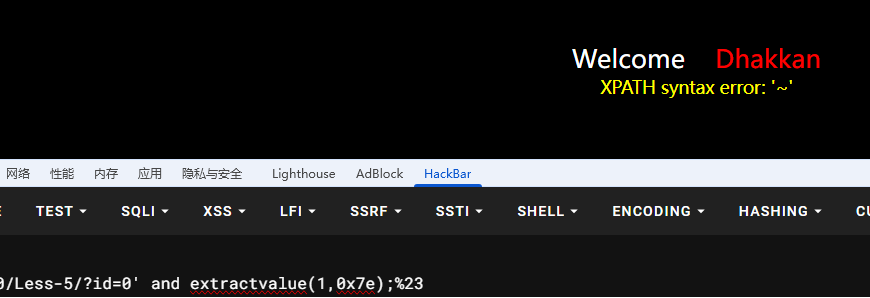 Welcome Dhakkan
XPATH syntax error: '~'
网络 性能 内存 应用 隐私与安全 Lighthouse AdBlock HackBar
TEST SQLI XSS LFI SSRF SSTI SHELL ENCODING HASHING
0/Less-5/?id=0' and extractvalue(1,0x7e);%23